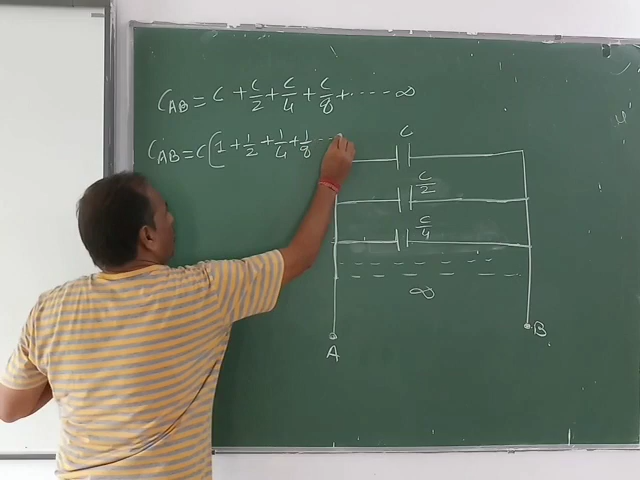 C_AB = C + C/2 + C/4 + C/8 + ---- ∞
C_AB = C [1 + 1/2 + 1/4 + 1/8 ---
C
C/2
C/4
∞
A
B